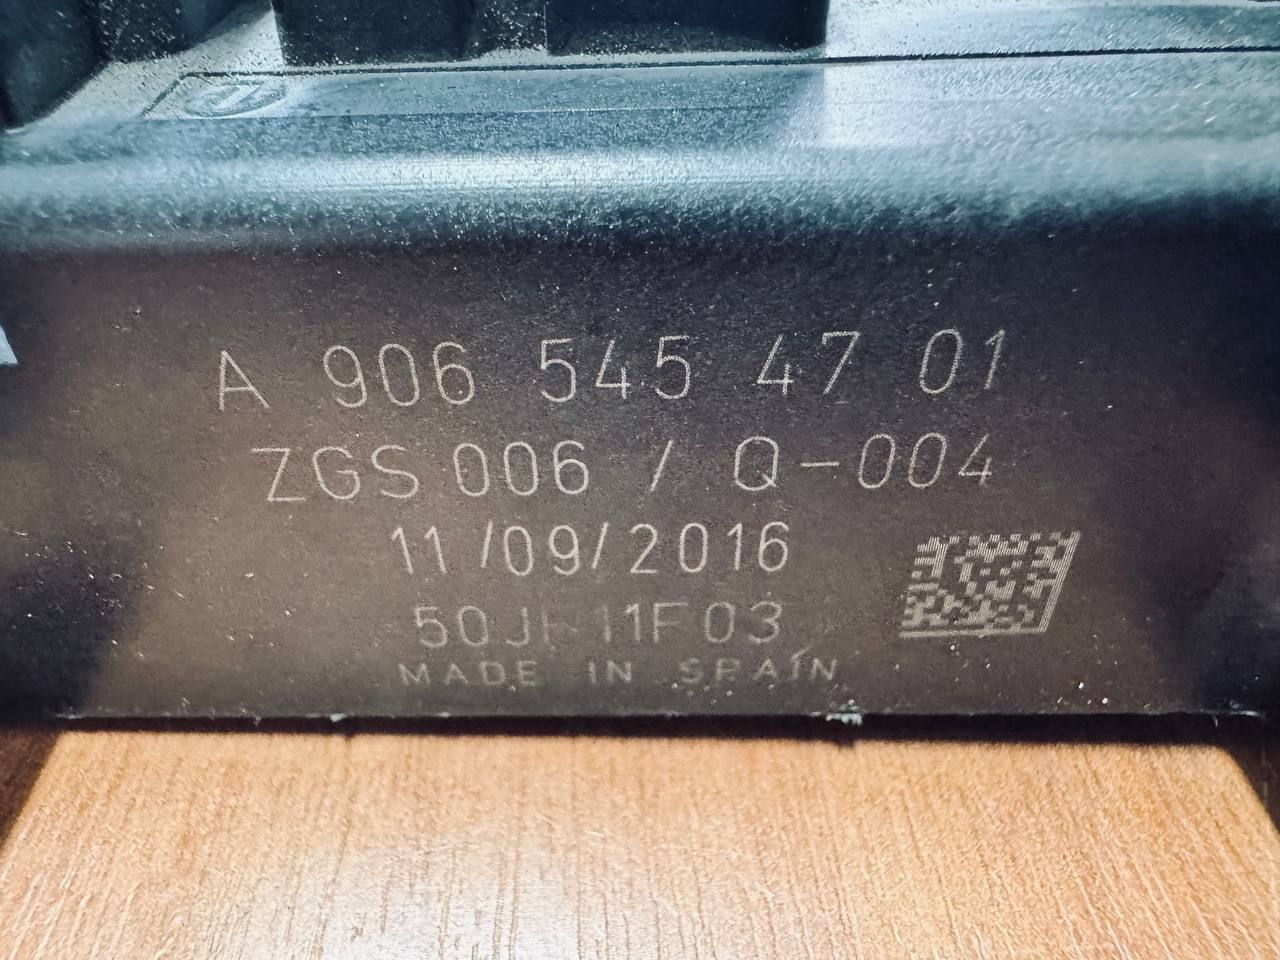 A 906 545 47 01
ZGS 006 / Q-004
11/09/2016
MADE IN SPAIN